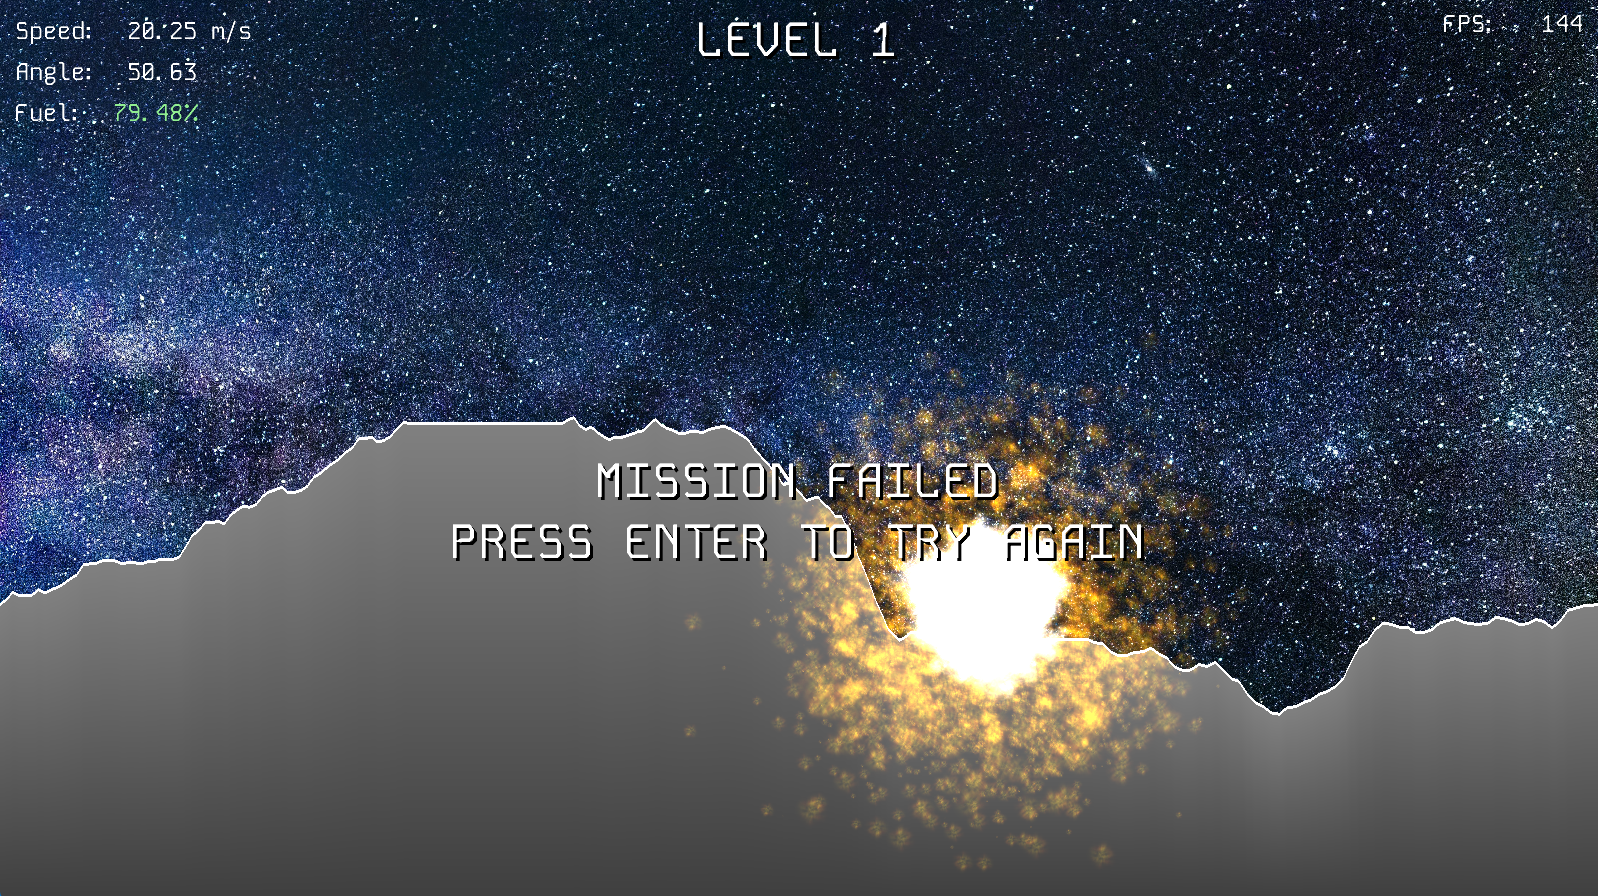 Speed: 20.25 m/s
Angle: 50.63
Fuel: 79.48%
LEVEL 1
FPS: 144
MISSION FAILED
PRESS ENTER TO TRY AGAIN